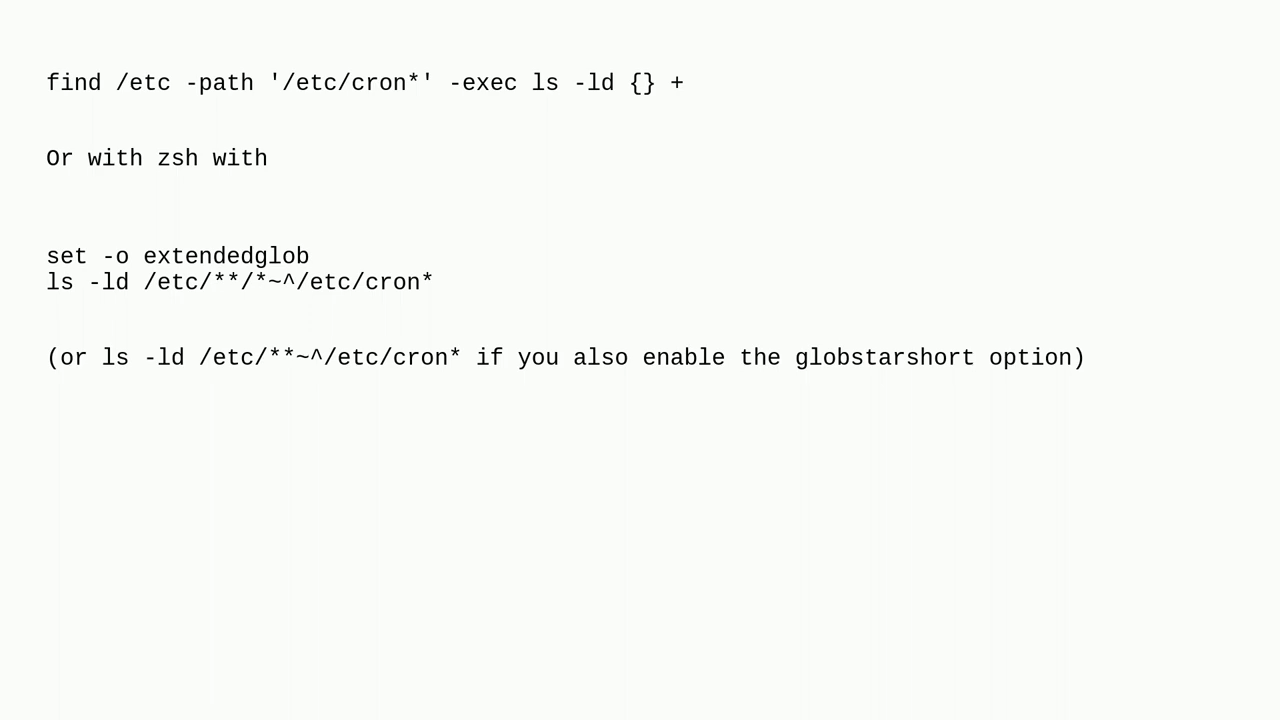 find /etc -path '/etc/cron*' -exec ls -ld {} +
Or with zsh with
set -o extendedglob
ls -ld /etc/**/*~^/etc/cron*
(or ls -ld /etc/**~^/etc/cron* if you also enable the globstarshort option)